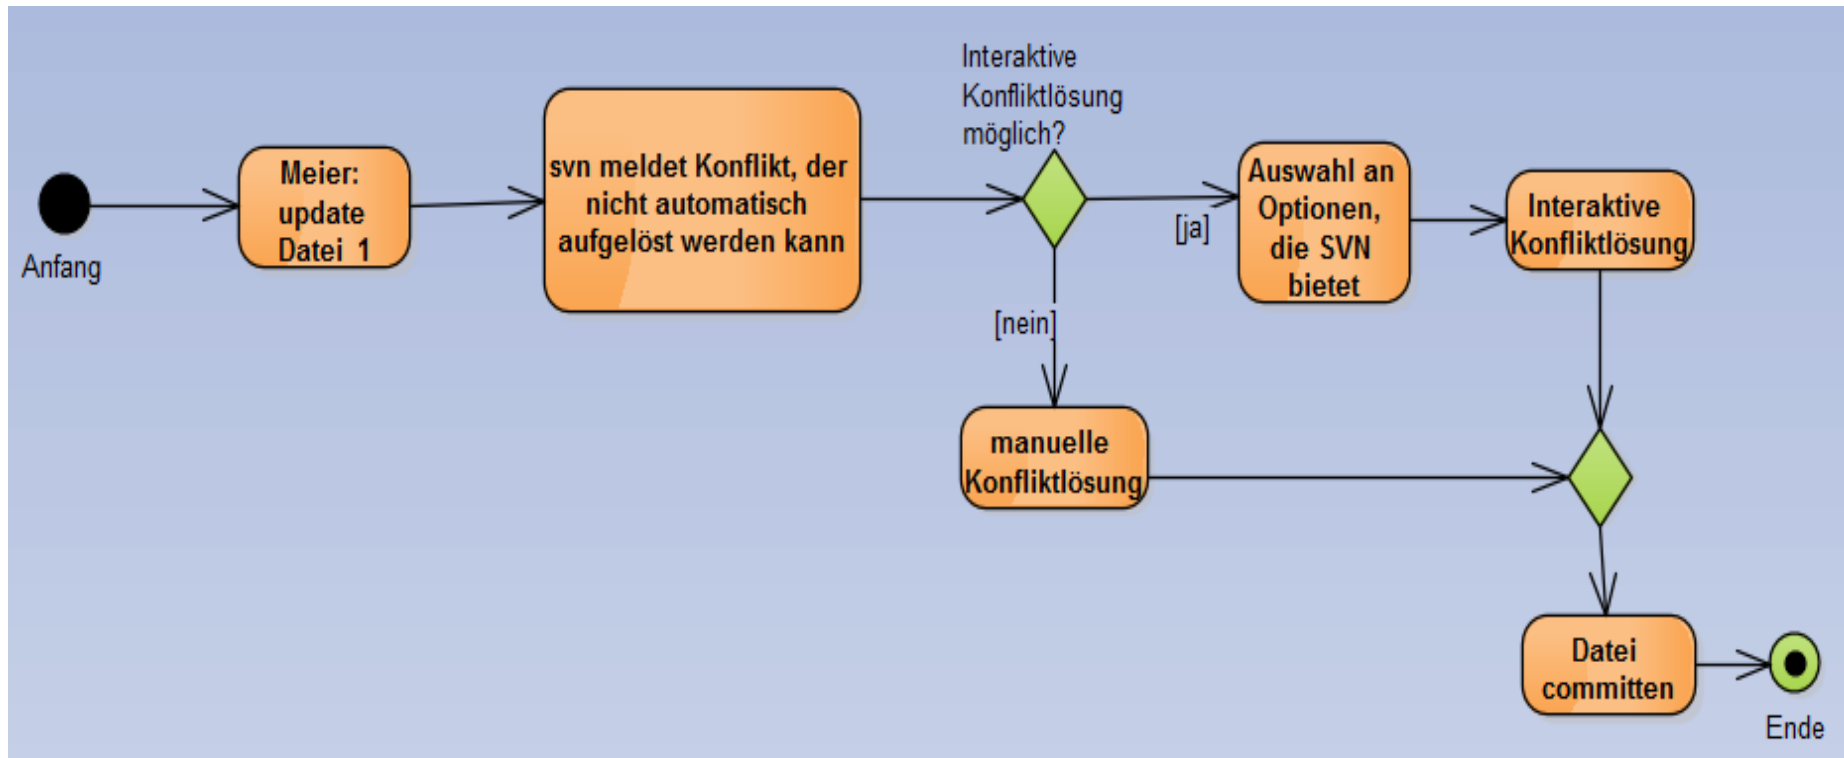 Anfang
Meier:
update
Datei 1
svn meldet Konflikt, der
nicht automatisch
aufgelöst werden kann
Interaktive
Konfliktlösung
möglich?
[ja]
[nein]
Auswahl an
Optionen,
die SVN
bietet
Interaktive
Konfliktlösung
manuelle
Konfliktlösung
Datei
committen
Ende